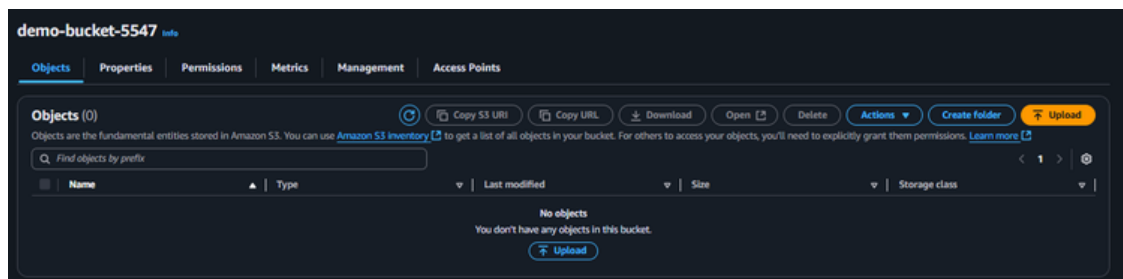 demo-bucket-5547 Info
Objects Properties Permissions Metrics Management Access Points
Objects (0) Copy S3 URI Copy URL Download Open Delete Actions Create folder Upload
Objects are the fundamental entities stored in Amazon S3. You can use Amazon S3 inventory to get a list of all objects in your bucket. For others to access your objects, you'll need to explicitly grant them permissions. Learn more
Find objects by prefix
1
Name Type Last modified Size Storage class
No objects
You don't have any objects in this bucket.
Upload